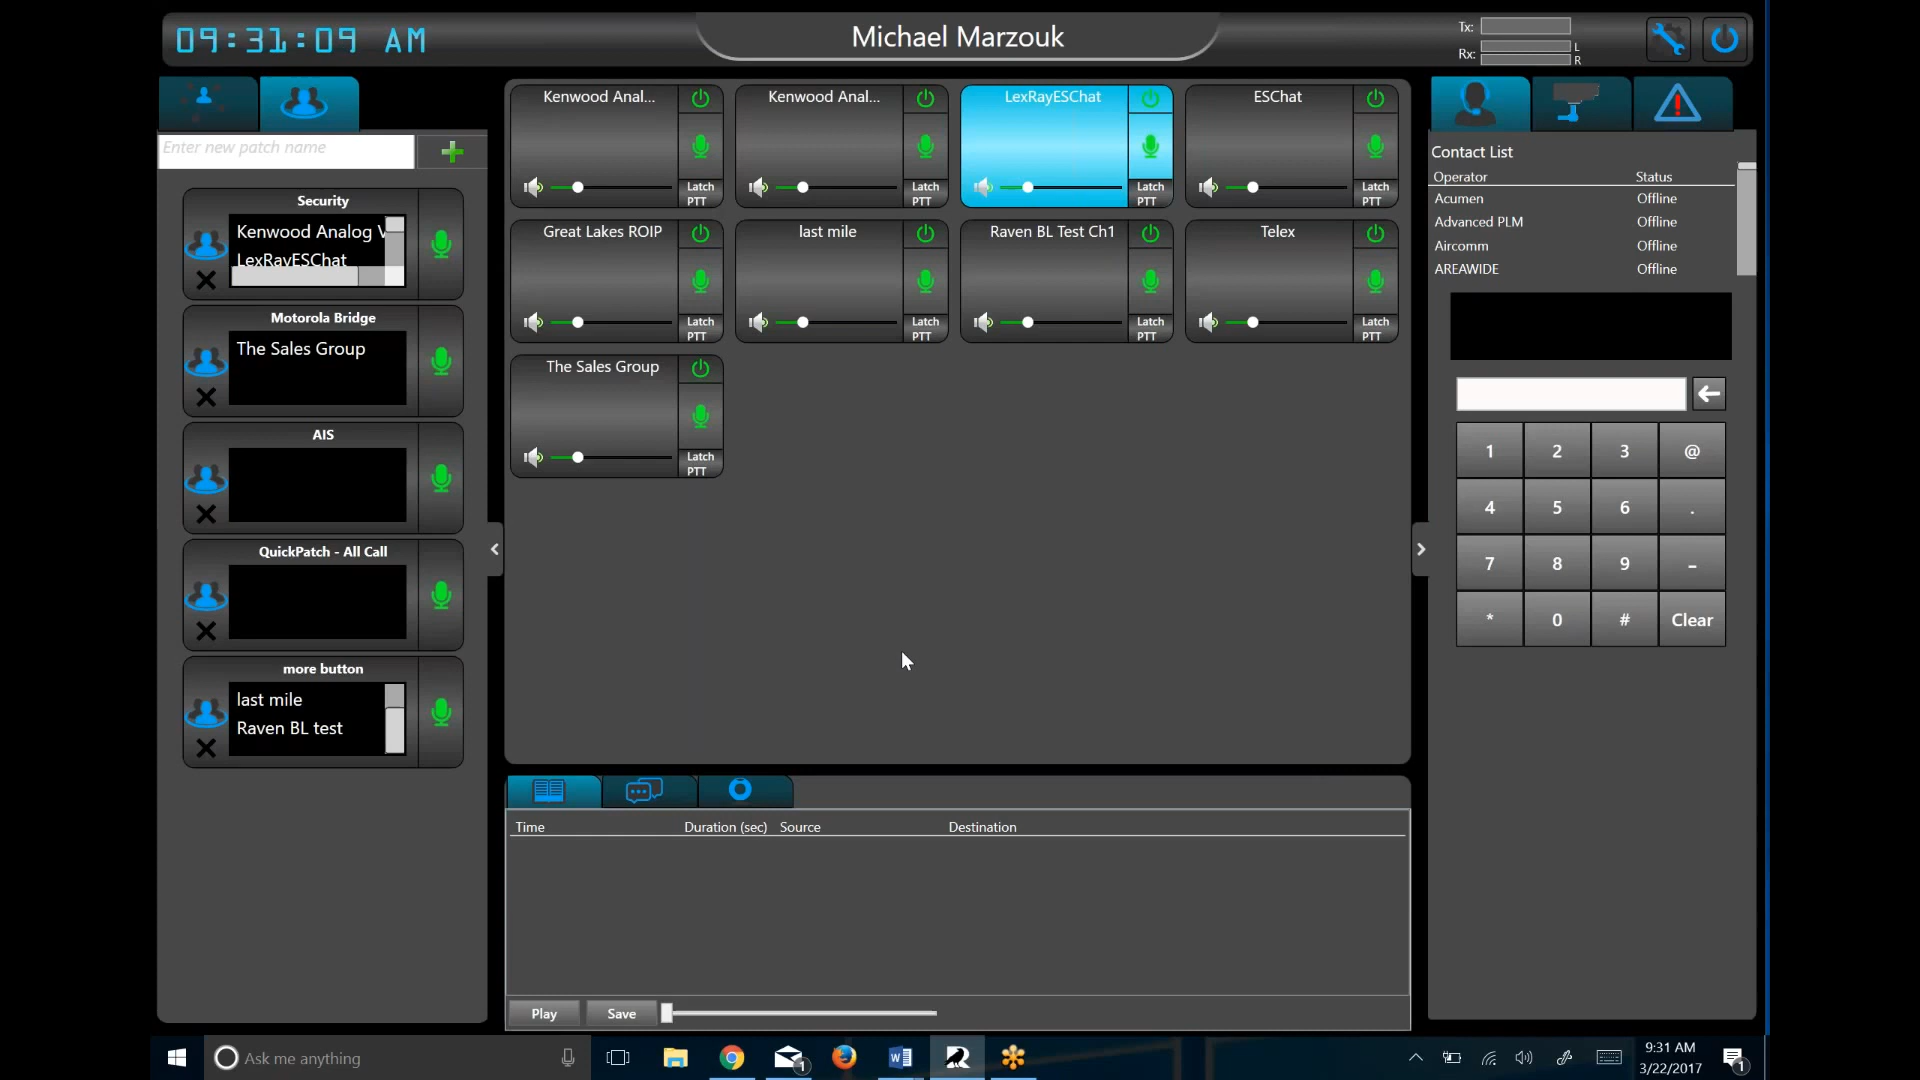 09:31:09 AM
Michael Marzouk
Tx:
Rx:
L
R
Enter new patch name
Security
Kenwood Analog V
LexRayESChat
Motorola Bridge
The Sales Group
AIS
QuickPatch - All Call
more button
last mile
Raven BL test
Kenwood Anal...
Latch
PTT
Kenwood Anal...
Latch
PTT
LexRayESChat
Latch
PTT
ESChat
Latch
PTT
Great Lakes ROIP
Latch
PTT
last mile
Latch
PTT
Raven BL Test Ch1
Latch
PTT
Telex
Latch
PTT
The Sales Group
Latch
PTT
Time Duration (sec) Source Destination
Play Save
Contact List
Operator Status
Acumen Offline
Advanced PLM Offline
Aircomm Offline
AREAWIDE Offline
1 2 3 @
4 5 6 .
7 8 9 –
* 0 # Clear
Ask me anything
1
W
9:31 AM
3/22/2017
1